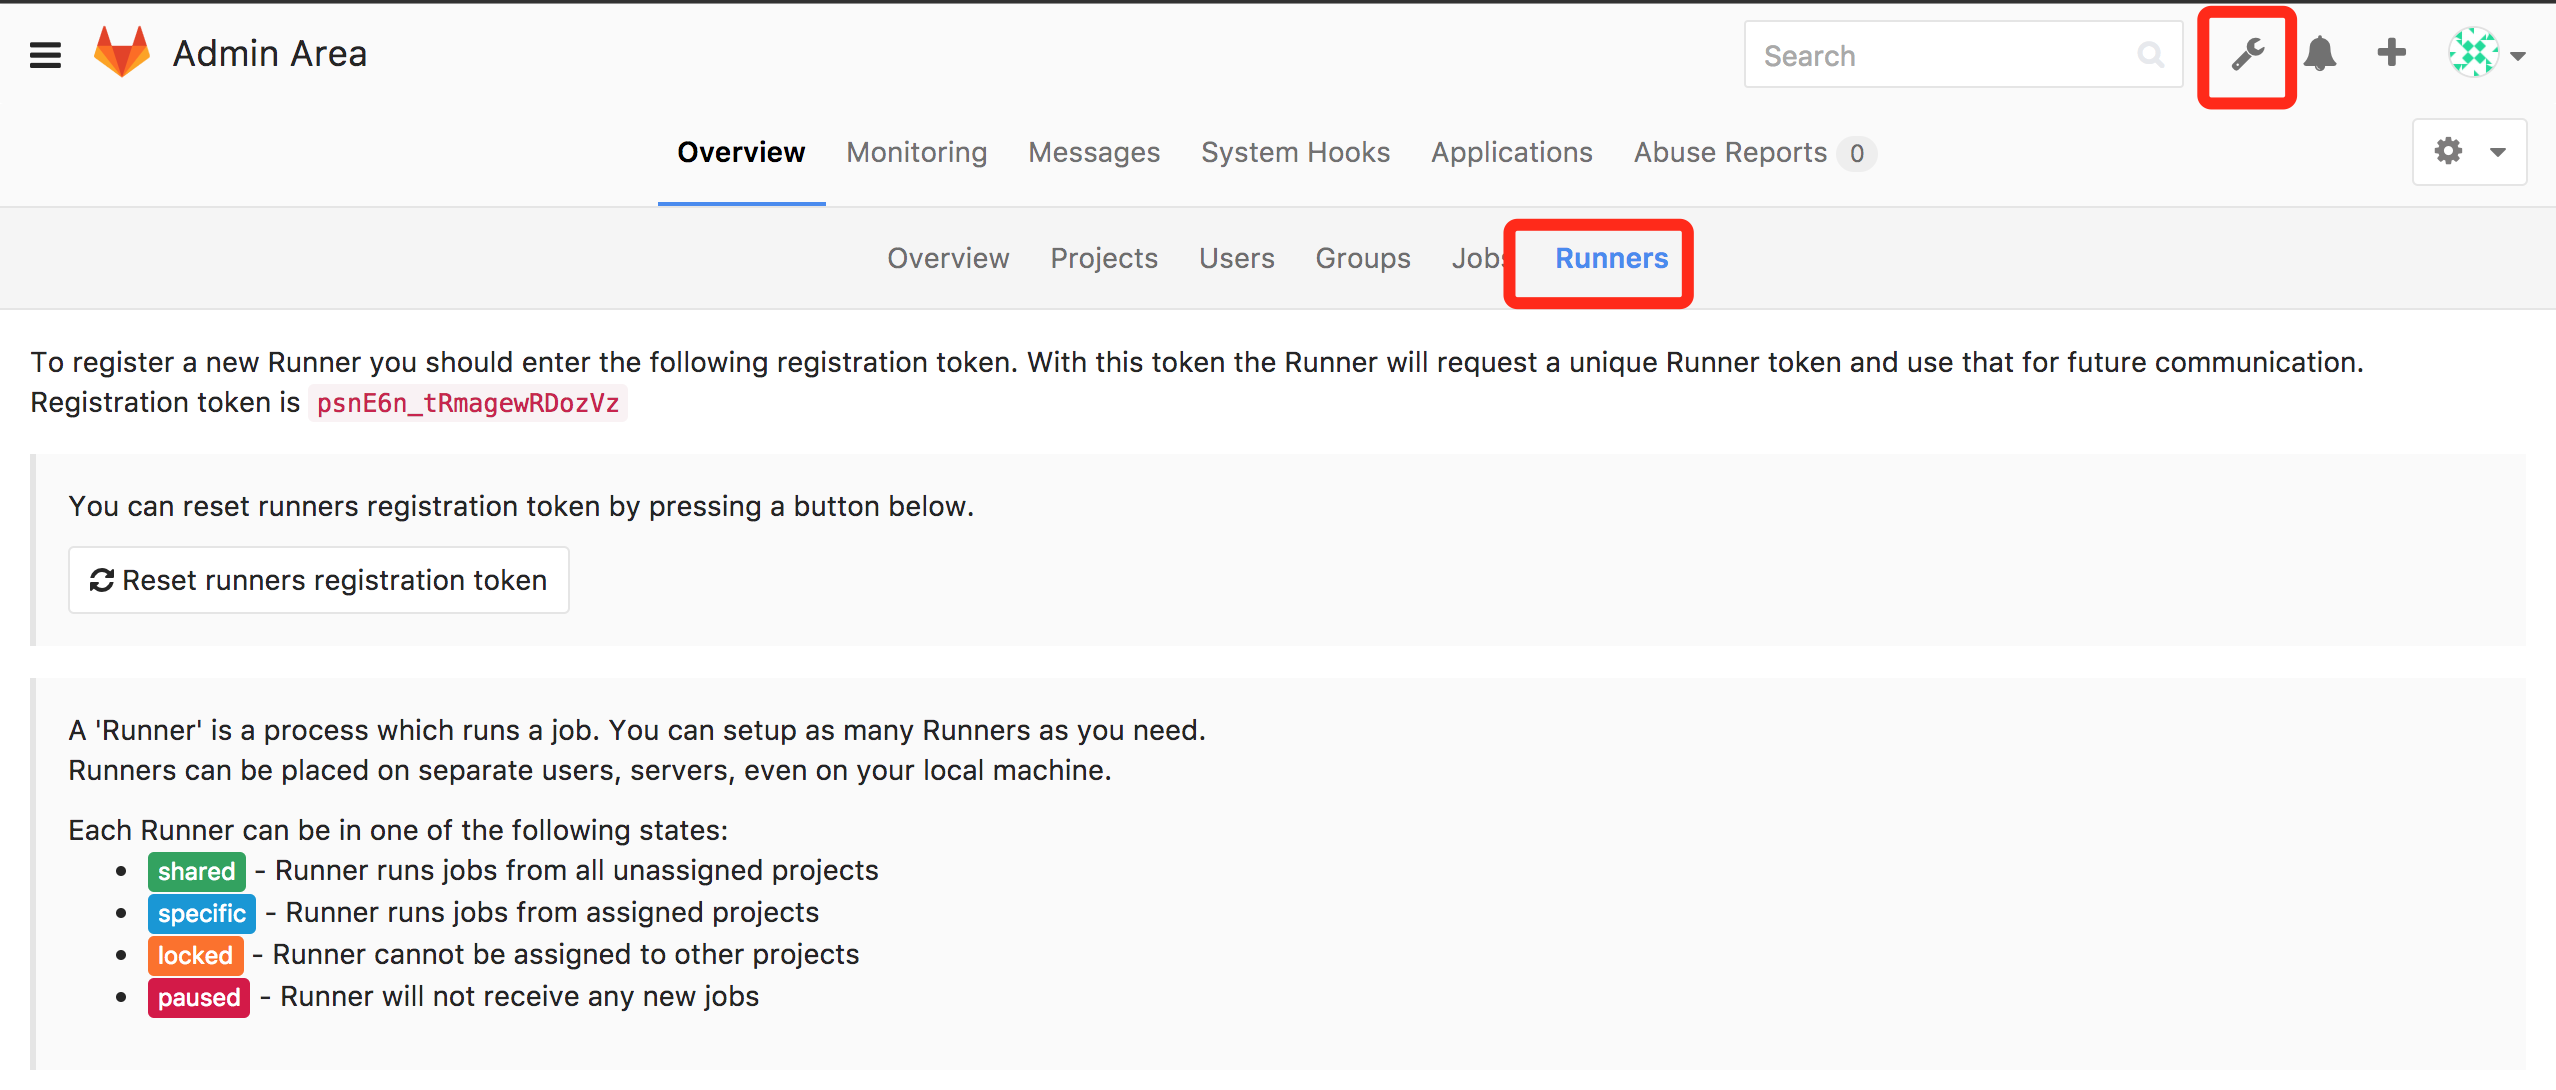 Admin Area
Search
Overview Monitoring Messages System Hooks Applications Abuse Reports 0
Overview Projects Users Groups Jobs Runners
To register a new Runner you should enter the following registration token. With this token the Runner will request a unique Runner token and use that for future communication.
Registration token is psnE6n_tRmagewRDozVz
You can reset runners registration token by pressing a button below.
Reset runners registration token
A 'Runner' is a process which runs a job. You can setup as many Runners as you need.
Runners can be placed on separate users, servers, even on your local machine.
Each Runner can be in one of the following states:
shared - Runner runs jobs from all unassigned projects
specific - Runner runs jobs from assigned projects
locked - Runner cannot be assigned to other projects
paused - Runner will not receive any new jobs